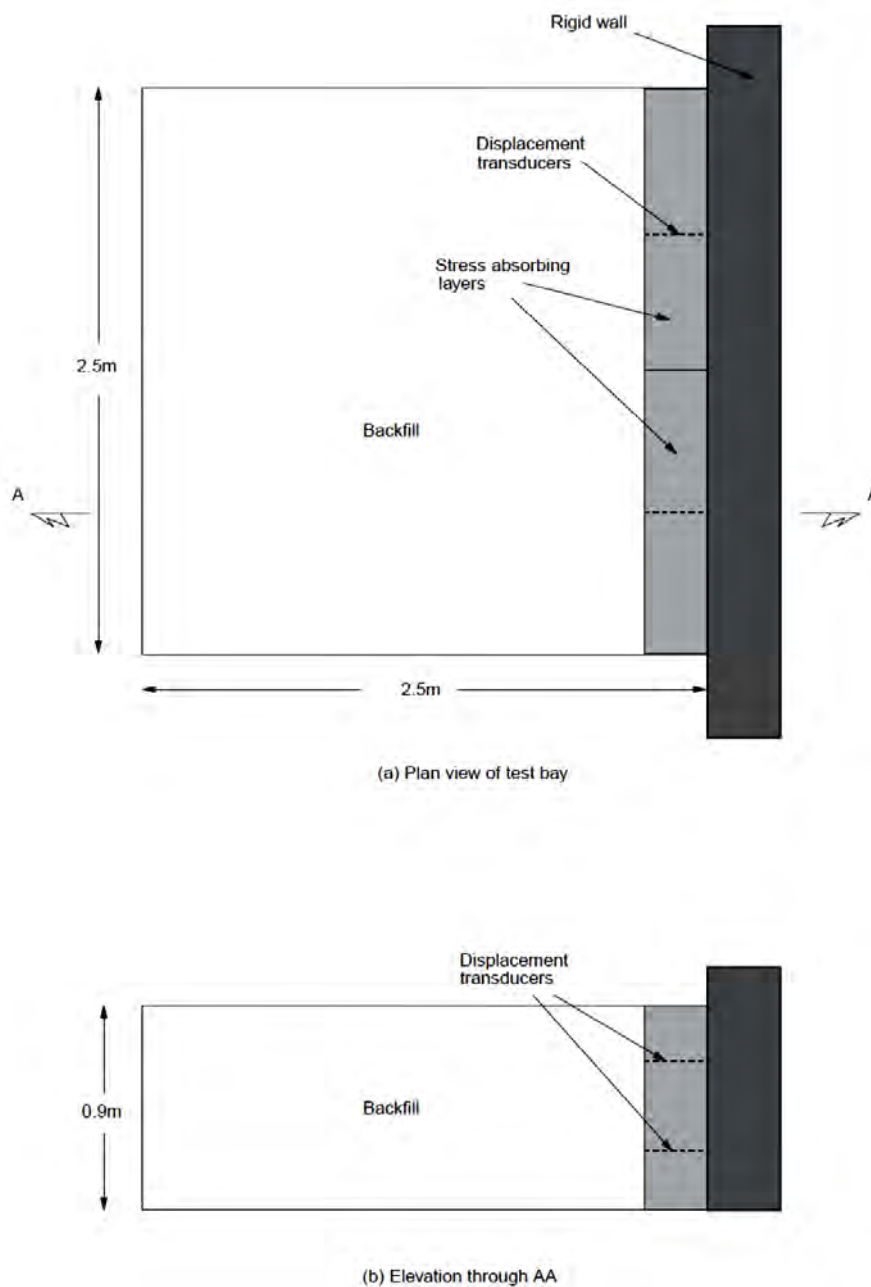 Rigid wall
Displacement
transducers
Stress absorbing
layers
2.5m
Backfill
A
A
2.5m
(a) Plan view of test bay
Displacement
transducers
0.9m
Backfill
(b) Elevation through AA